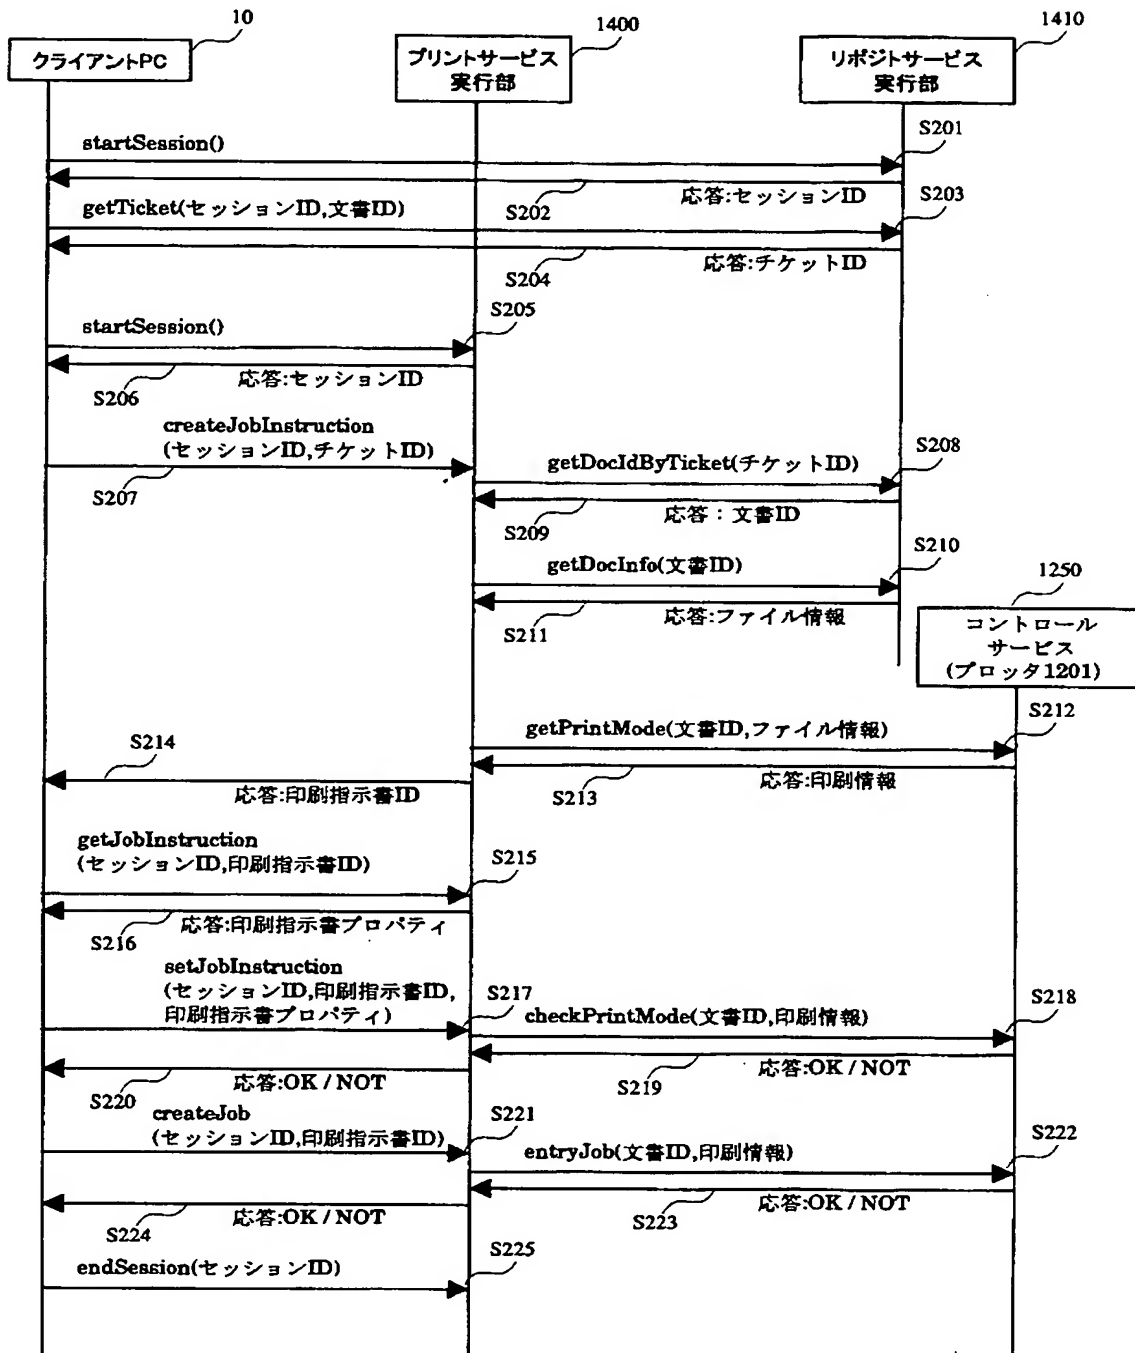 10
1400
1410
クライアントPC
プリントサービス
実行部
リポジトサービス
実行部
startSession()
S201
応答:セッションID
S202
getTicket(セッションID,文書ID)
S203
応答:チケットID
S204
startSession()
S205
応答:セッションID
S206
createJobInstruction
(セッションID,チケットID)
S207
getDocIdByTicket(チケットID)
S208
応答：文書ID
S209
getDocInfo(文書ID)
S210
応答:ファイル情報
S211
1250
コントロール
サービス
(プロッタ1201)
getPrintMode(文書ID,ファイル情報)
S212
応答:印刷情報
S213
S214
応答:印刷指示書ID
getJobInstruction
(セッションID,印刷指示書ID)
S215
応答:印刷指示書プロパティ
S216
setJobInstruction
(セッションID,印刷指示書ID,
印刷指示書プロパティ)
S217
checkPrintMode(文書ID,印刷情報)
S218
応答:OK / NOT
S219
応答:OK / NOT
S220
createJob
(セッションID,印刷指示書ID)
S221
entryJob(文書ID,印刷情報)
S222
応答:OK / NOT
S223
応答:OK / NOT
S224
endSession(セッションID)
S225